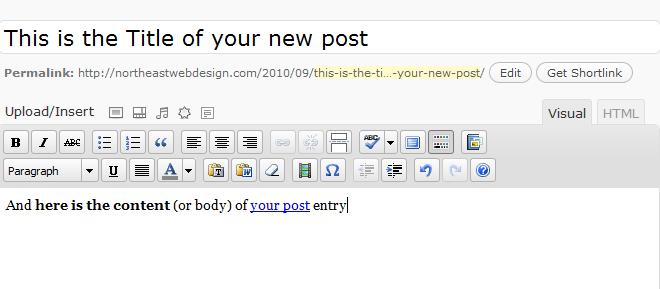 This is the Title of your new post
Permalink: http://northeastwebdesign.com/2010/09/this-is-the-ti...-your-new-post/ Edit Get Shortlink
Upload/Insert Visual HTML
B I ABC ABC
Paragraph U A T W Ω ?
And here is the content (or body) of your post entry